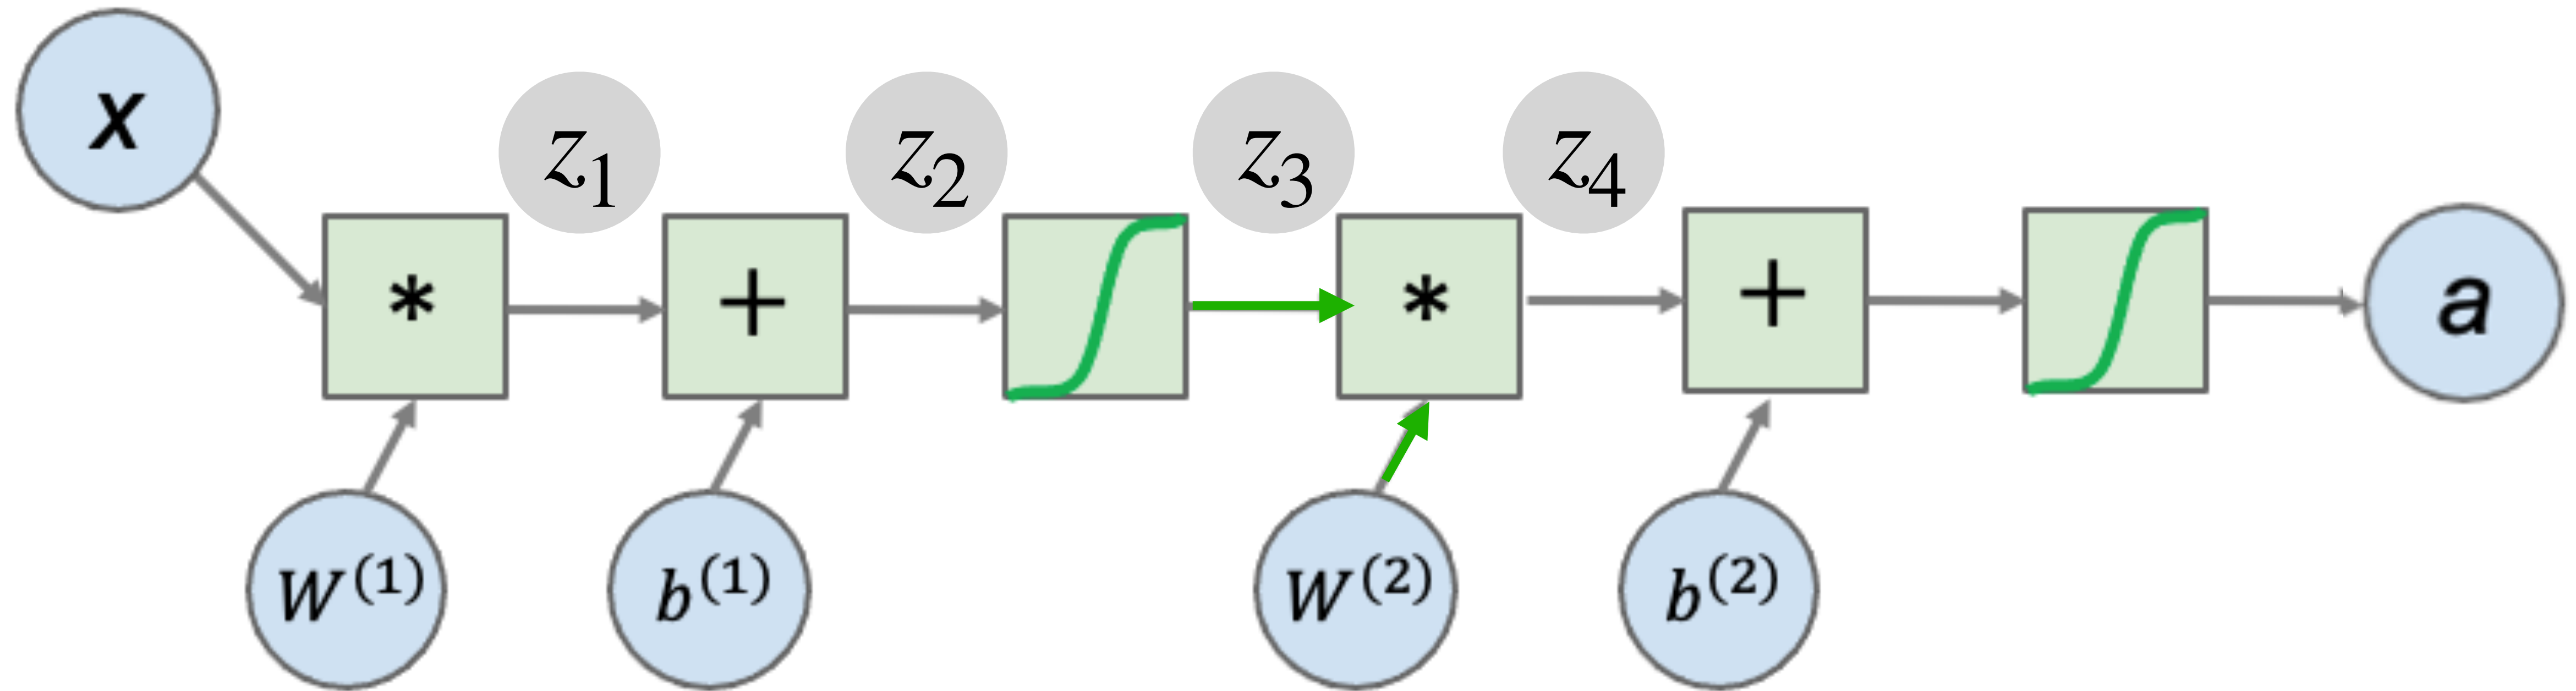 x
z₁ z₂ z₃ z₄
* + * + a
W⁽¹⁾ b⁽¹⁾ W⁽²⁾ b⁽²⁾